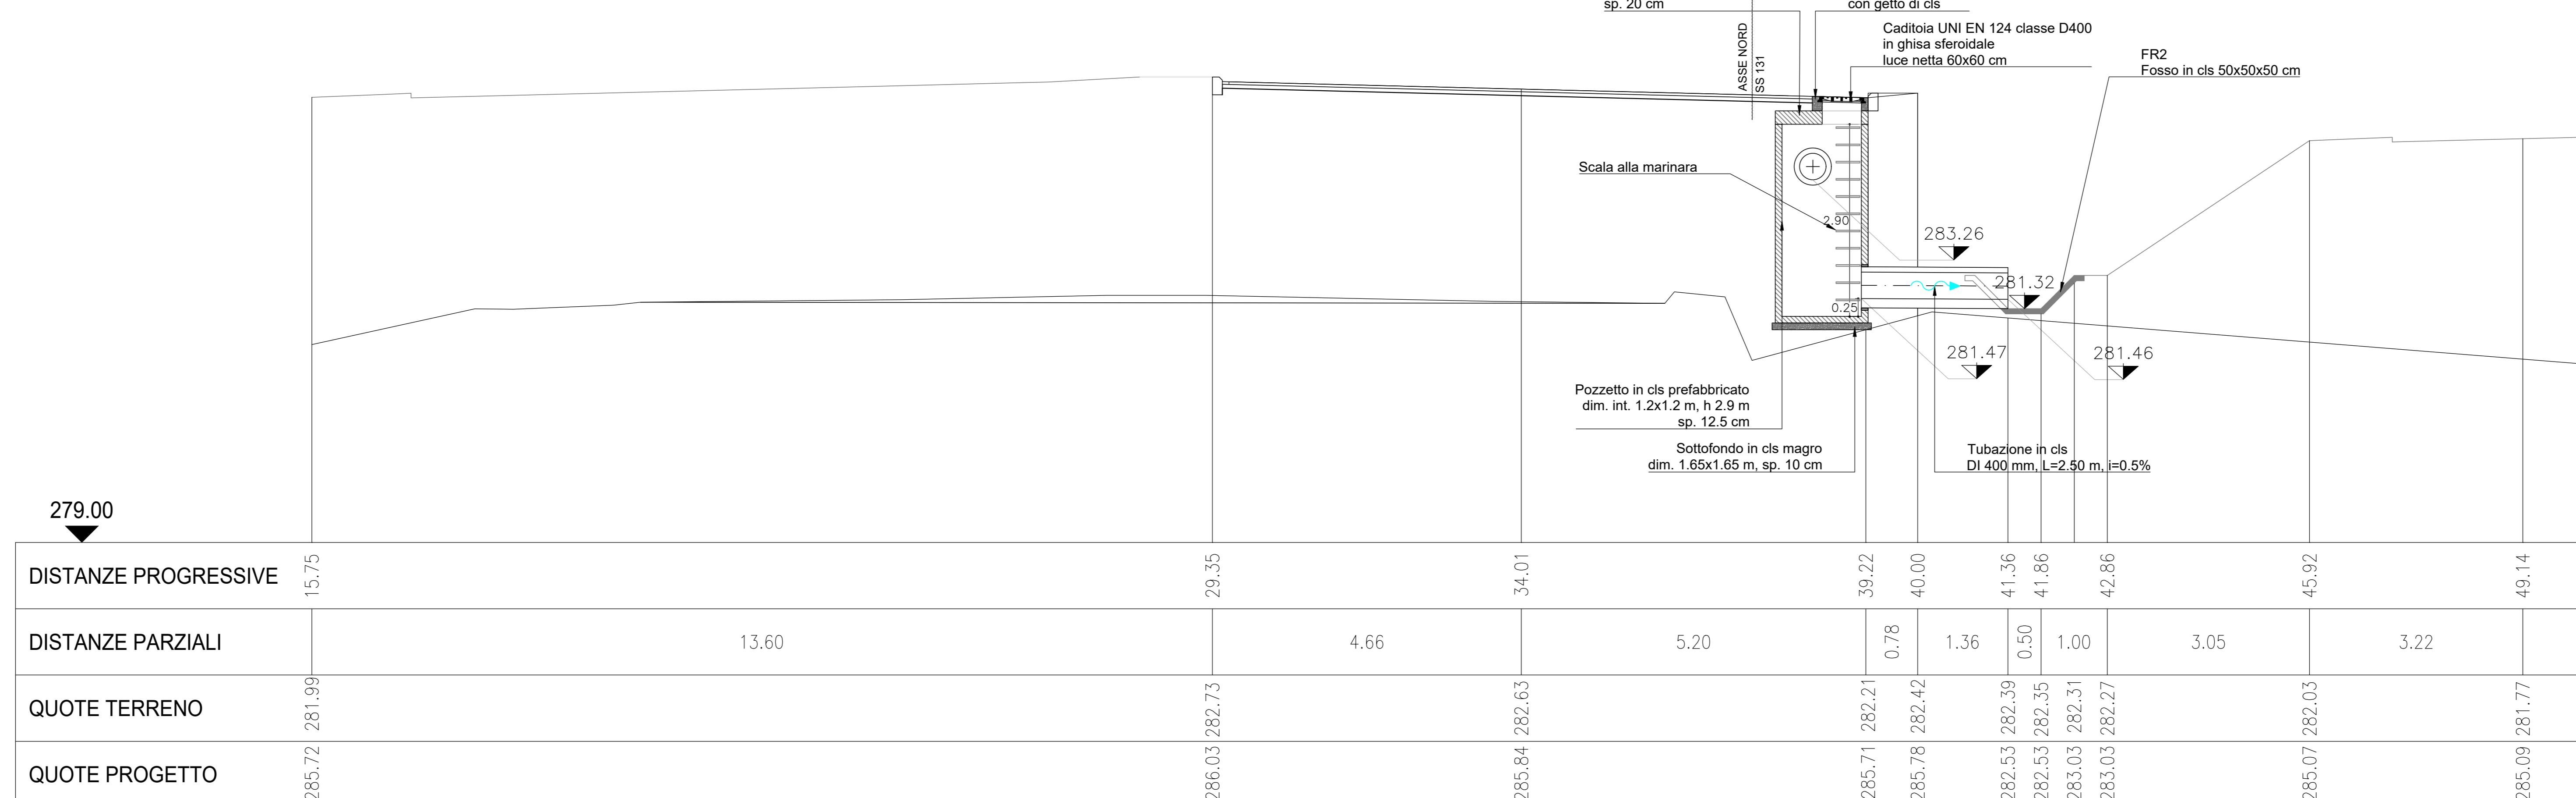 sp. 20 cm
con getto di cls
ASSE NORD
SS 131
Caditoia UNI EN 124 classe D400
in ghisa sferoidale
luce netta 60x60 cm
FR2
Fosso in cls 50x50x50 cm
Scala alla marinara
2.90
283.26
281.32
0.25
281.47
281.46
Pozzetto in cls prefabbricato
dim. int. 1.2x1.2 m, h 2.9 m
sp. 12.5 cm
Sottofondo in cls magro
dim. 1.65x1.65 m, sp. 10 cm
Tubazione in cls
DI 400 mm, L=2.50 m, i=0.5%
279.00
DISTANZE PROGRESSIVE 15.75 29.35 34.01 39.22 40.00 41.36 41.86 42.86 45.92 49.14
DISTANZE PARZIALI 13.60 4.66 5.20 0.78 1.36 0.50 1.00 3.05 3.22
QUOTE TERRENO 281.99 282.73 282.63 282.21 282.42 282.39 282.35 282.31 282.27 282.03 281.77
QUOTE PROGETTO 285.72 286.03 285.84 285.71 285.78 282.53 282.53 283.03 283.03 285.07 285.09